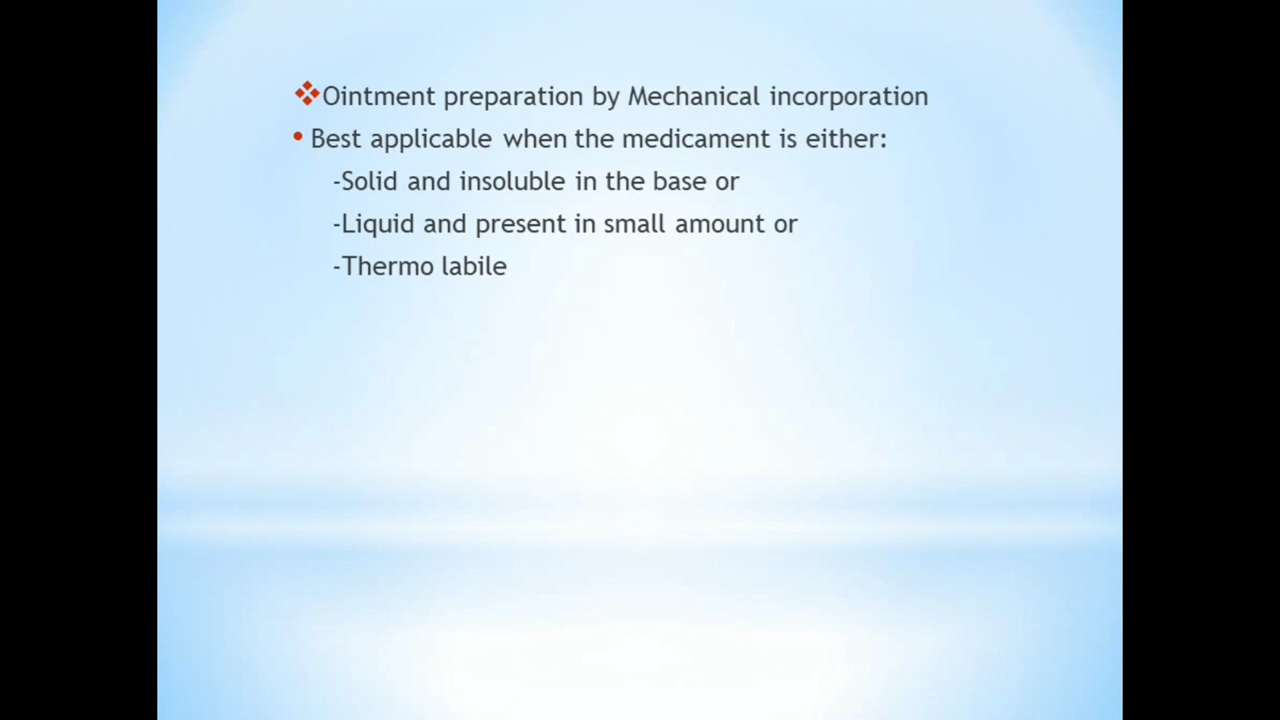 ❖Ointment preparation by Mechanical incorporation
• Best applicable when the medicament is either:
-Solid and insoluble in the base or
-Liquid and present in small amount or
-Thermo labile